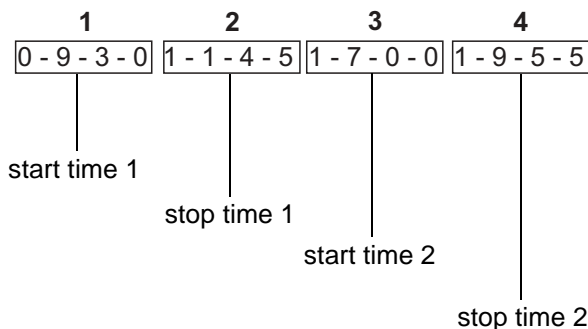 1 2 3 4
0 - 9 - 3 - 0 1 - 1 - 4 - 5 1 - 7 - 0 - 0 1 - 9 - 5 - 5
start time 1
stop time 1
start time 2
stop time 2